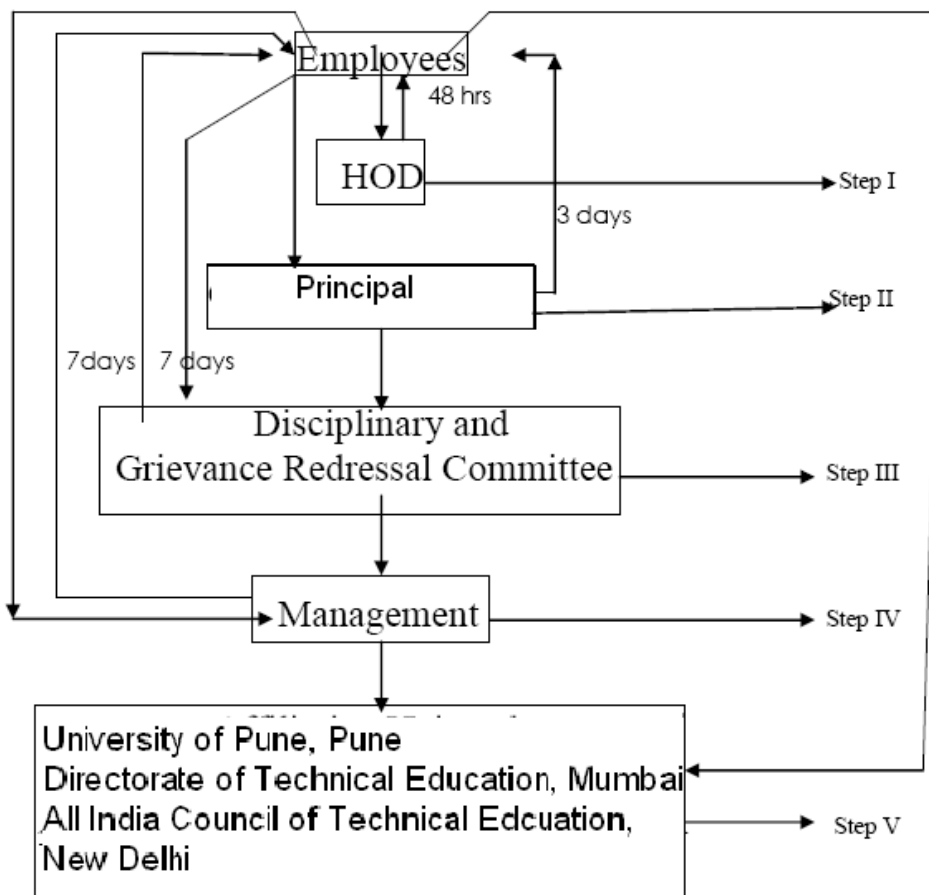 Employees
48 hrs
HOD
Step I
3 days
Principal
Step II
7days
7 days
Disciplinary and
Grievance Redressal Committee
Step III
Management
Step IV
University of Pune, Pune
Directorate of Technical Education, Mumbai
All India Council of Technical Edcuation,
New Delhi
Step V